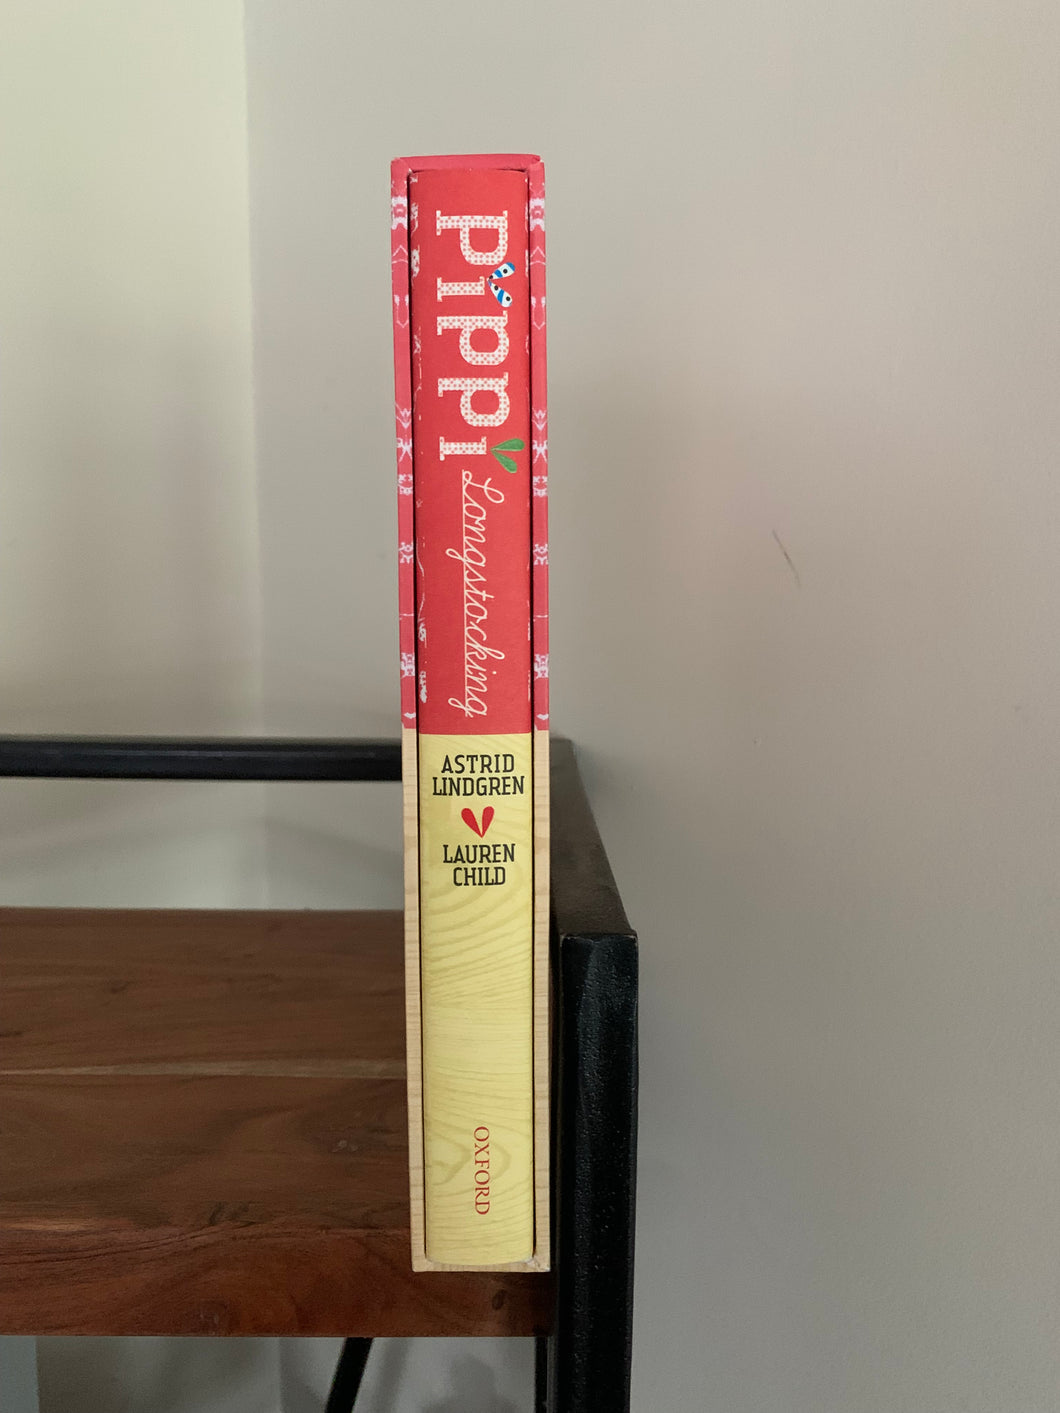 Pippi
Longstocking
ASTRID
LINDGREN
LAUREN
CHILD
OXFORD